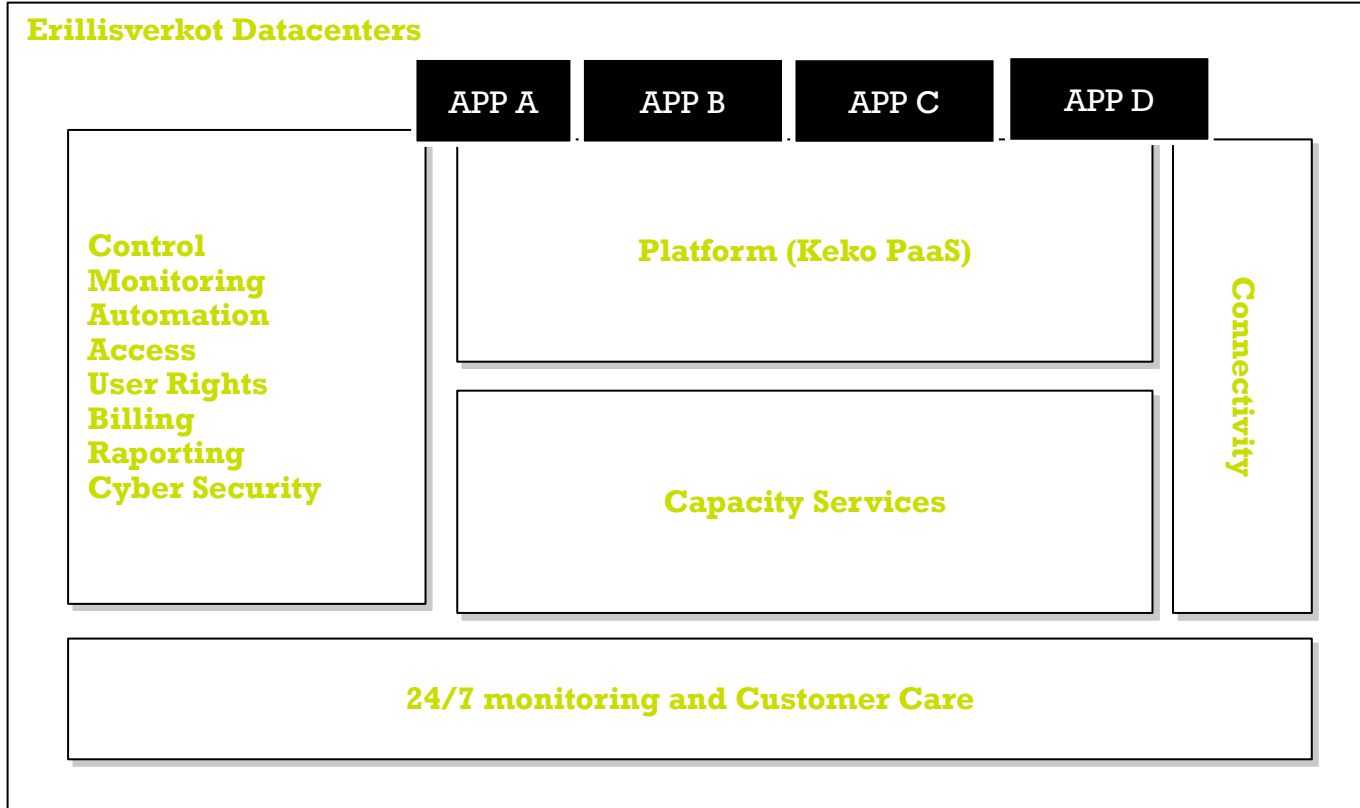 Erillisverkot Datacenters
APP A
APP B
APP C
APP D
Control
Monitoring
Automation
Access
User Rights
Billing
Raporting
Cyber Security
Platform (Keko PaaS)
Capacity Services
Connectivity
24/7 monitoring and Customer Care